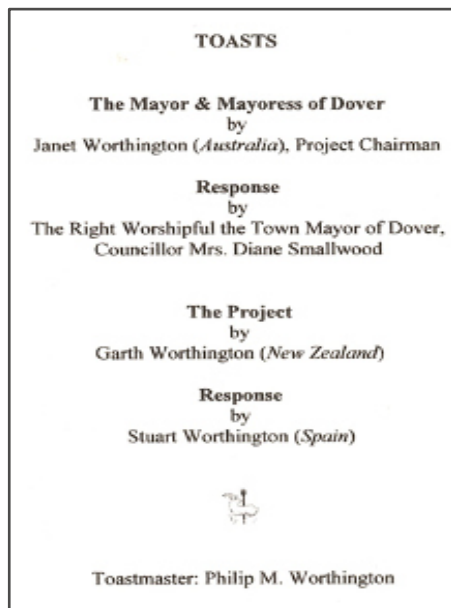 TOASTS
The Mayor & Mayoress of Dover
by
Janet Worthington (Australia), Project Chairman
Response
by
The Right Worshipful the Town Mayor of Dover,
Councillor Mrs. Diane Smallwood
The Project
by
Garth Worthington (New Zealand)
Response
by
Stuart Worthington (Spain)
Toastmaster: Philip M. Worthington